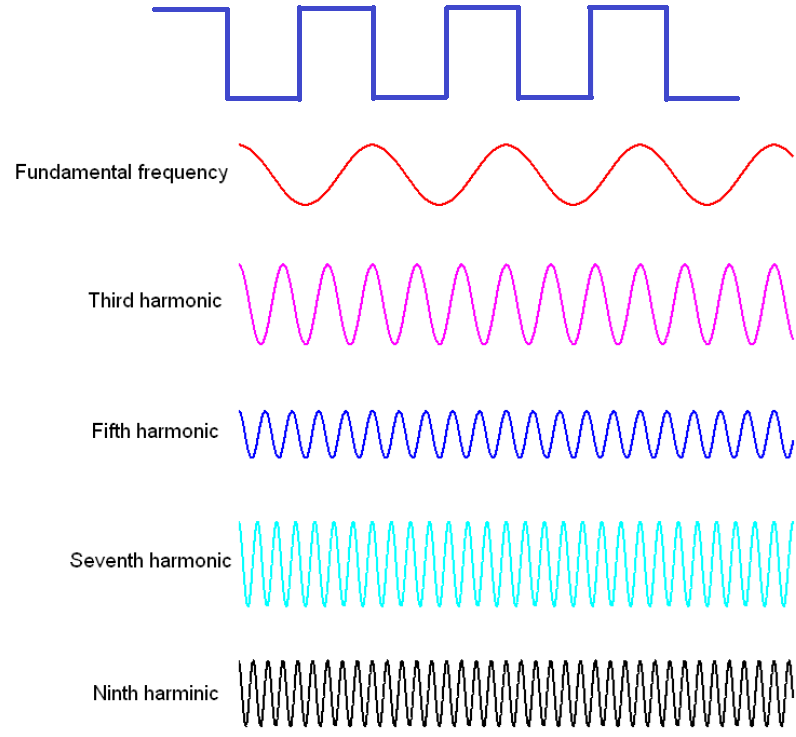 Fundamental frequency
Third harmonic
Fifth harmonic
Seventh harmonic
Ninth harminic